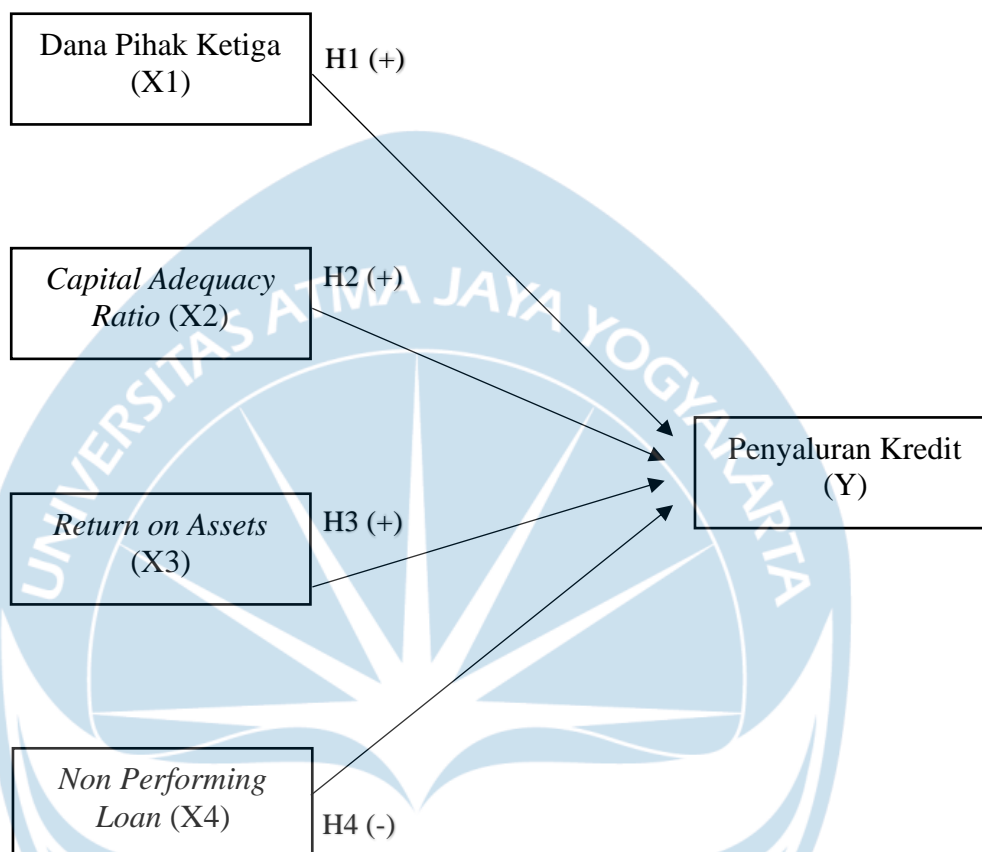 Dana Pihak Ketiga
(X1)
H1 (+)
Capital Adequacy
Ratio (X2)
H2 (+)
UNIVERSITAS ATMA JAYA YOGYAKARTA
Penyaluran Kredit
(Y)
Return on Assets
(X3)
H3 (+)
Non Performing
Loan (X4)
H4 (-)